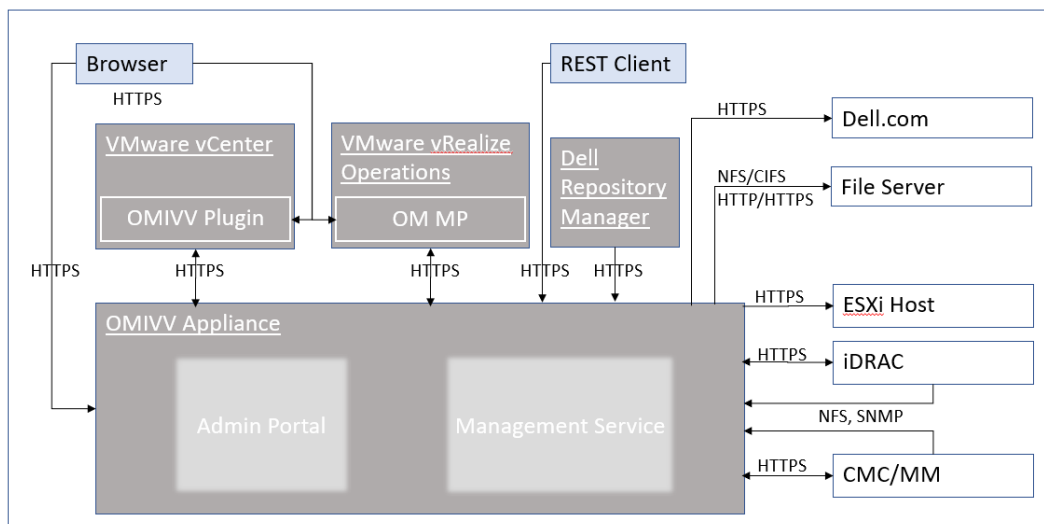 Browser
REST Client
HTTPS
HTTPS
Dell.com
VMware vCenter
OMIVV Plugin
VMware vRealize
Operations
OM MP
Dell
Repository
Manager
NFS/CIFS
HTTP/HTTPS
File Server
HTTPS
HTTPS
HTTPS
HTTPS
HTTPS
HTTPS
ESXi Host
OMIVV Appliance
Admin Portal
Management Service
HTTPS
iDRAC
NFS, SNMP
HTTPS
CMC/MM